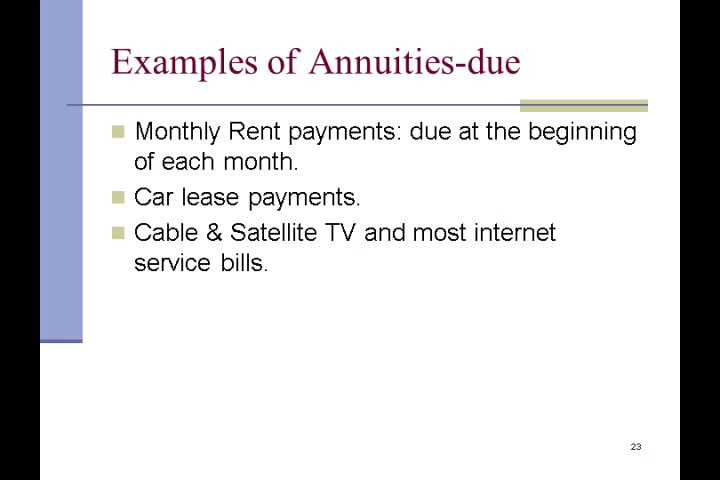 Examples of Annuities-due
Monthly Rent payments: due at the beginning
of each month.
Car lease payments.
Cable & Satellite TV and most internet
service bills.
23